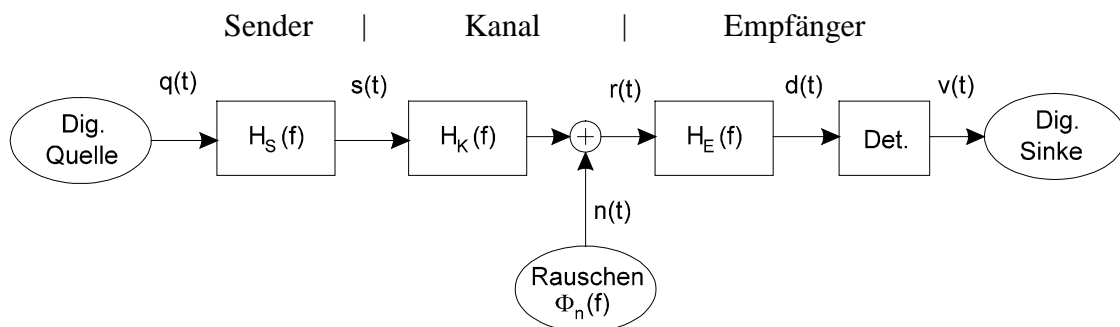 Sender | Kanal | Empfänger
q(t) s(t) r(t) d(t) v(t)
Dig.
Quelle
H_S(f)
H_K(f)
+
H_E(f)
Det.
Dig.
Sinke
n(t)
Rauschen
Φ_n(f)